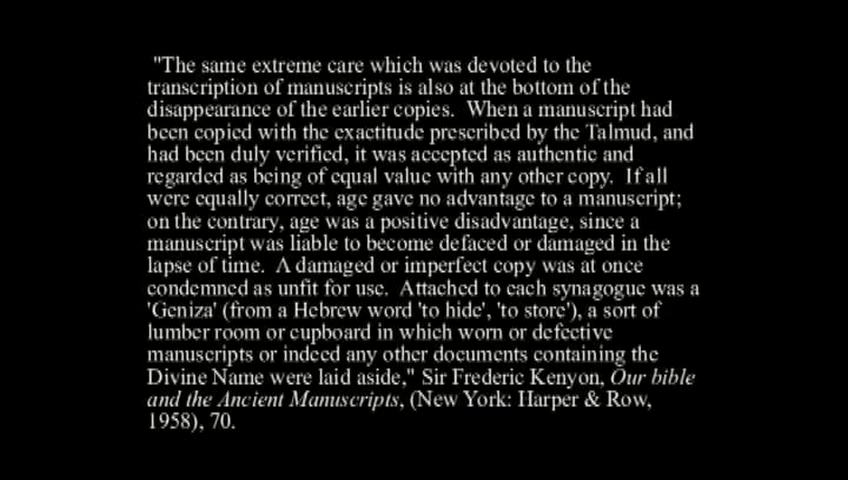 "The same extreme care which was devoted to the
transcription of manuscripts is also at the bottom of the
disappearance of the earlier copies.  When a manuscript had
been copied with the exactitude prescribed by the Talmud, and
had been duly verified, it was accepted as authentic and
regarded as being of equal value with any other copy.  If all
were equally correct, age gave no advantage to a manuscript;
on the contrary, age was a positive disadvantage, since a
manuscript was liable to become defaced or damaged in the
lapse of time.  A damaged or imperfect copy was at once
condemned as unfit for use.  Attached to each synagogue was a
'Geniza' (from a Hebrew word 'to hide', 'to store'), a sort of
lumber room or cupboard in which worn or defective
manuscripts or indeed any other documents containing the
Divine Name were laid aside," Sir Frederic Kenyon, Our bible
and the Ancient Manuscripts, (New York: Harper & Row,
1958), 70.